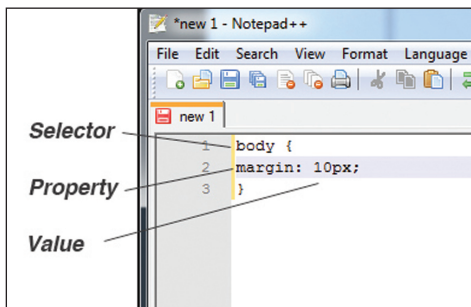 *new 1 - Notepad++
File Edit Search View Format Language
new 1
Selector
1 body {
Property
2 margin: 10px;
3 }
Value